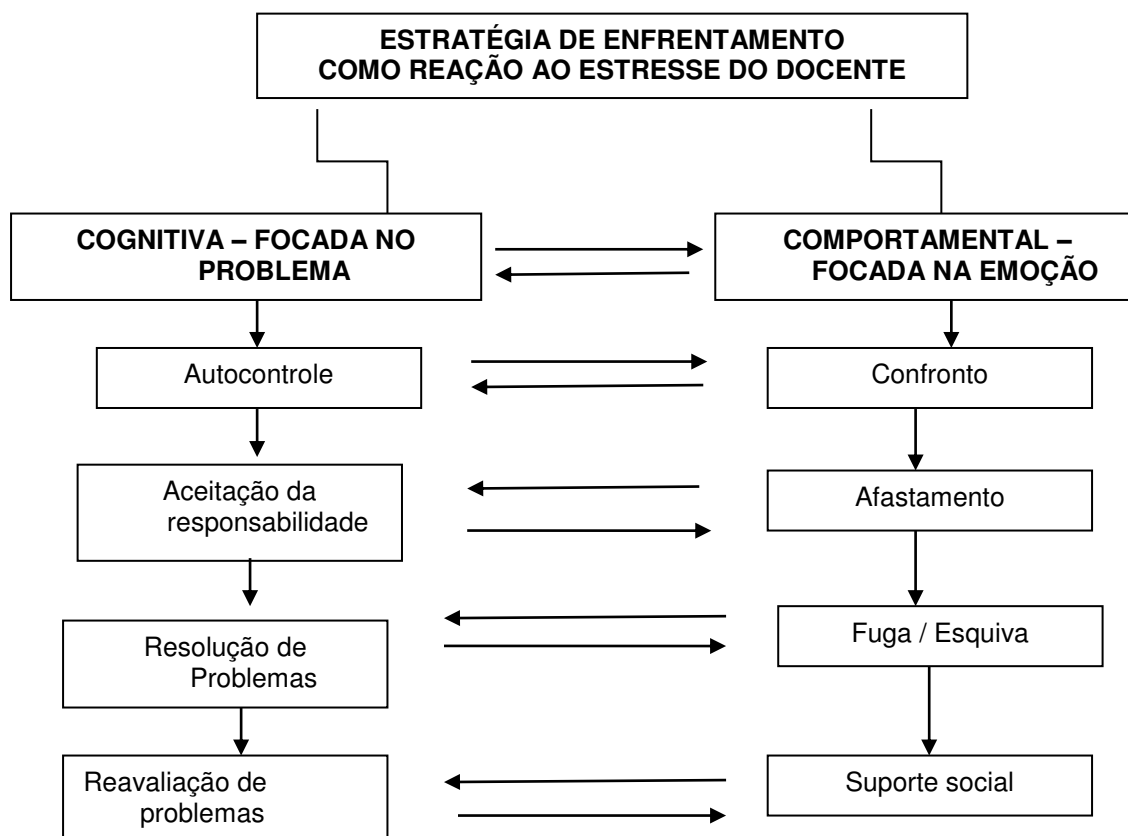 ESTRATÉGIA DE ENFRENTAMENTO
COMO REAÇÃO AO ESTRESSE DO DOCENTE
COGNITIVA – FOCADA NO
PROBLEMA
COMPORTAMENTAL –
FOCADA NA EMOÇÃO
Autocontrole
Confronto
Aceitação da
responsabilidade
Afastamento
Resolução de
Problemas
Fuga / Esquiva
Reavaliação de
problemas
Suporte social